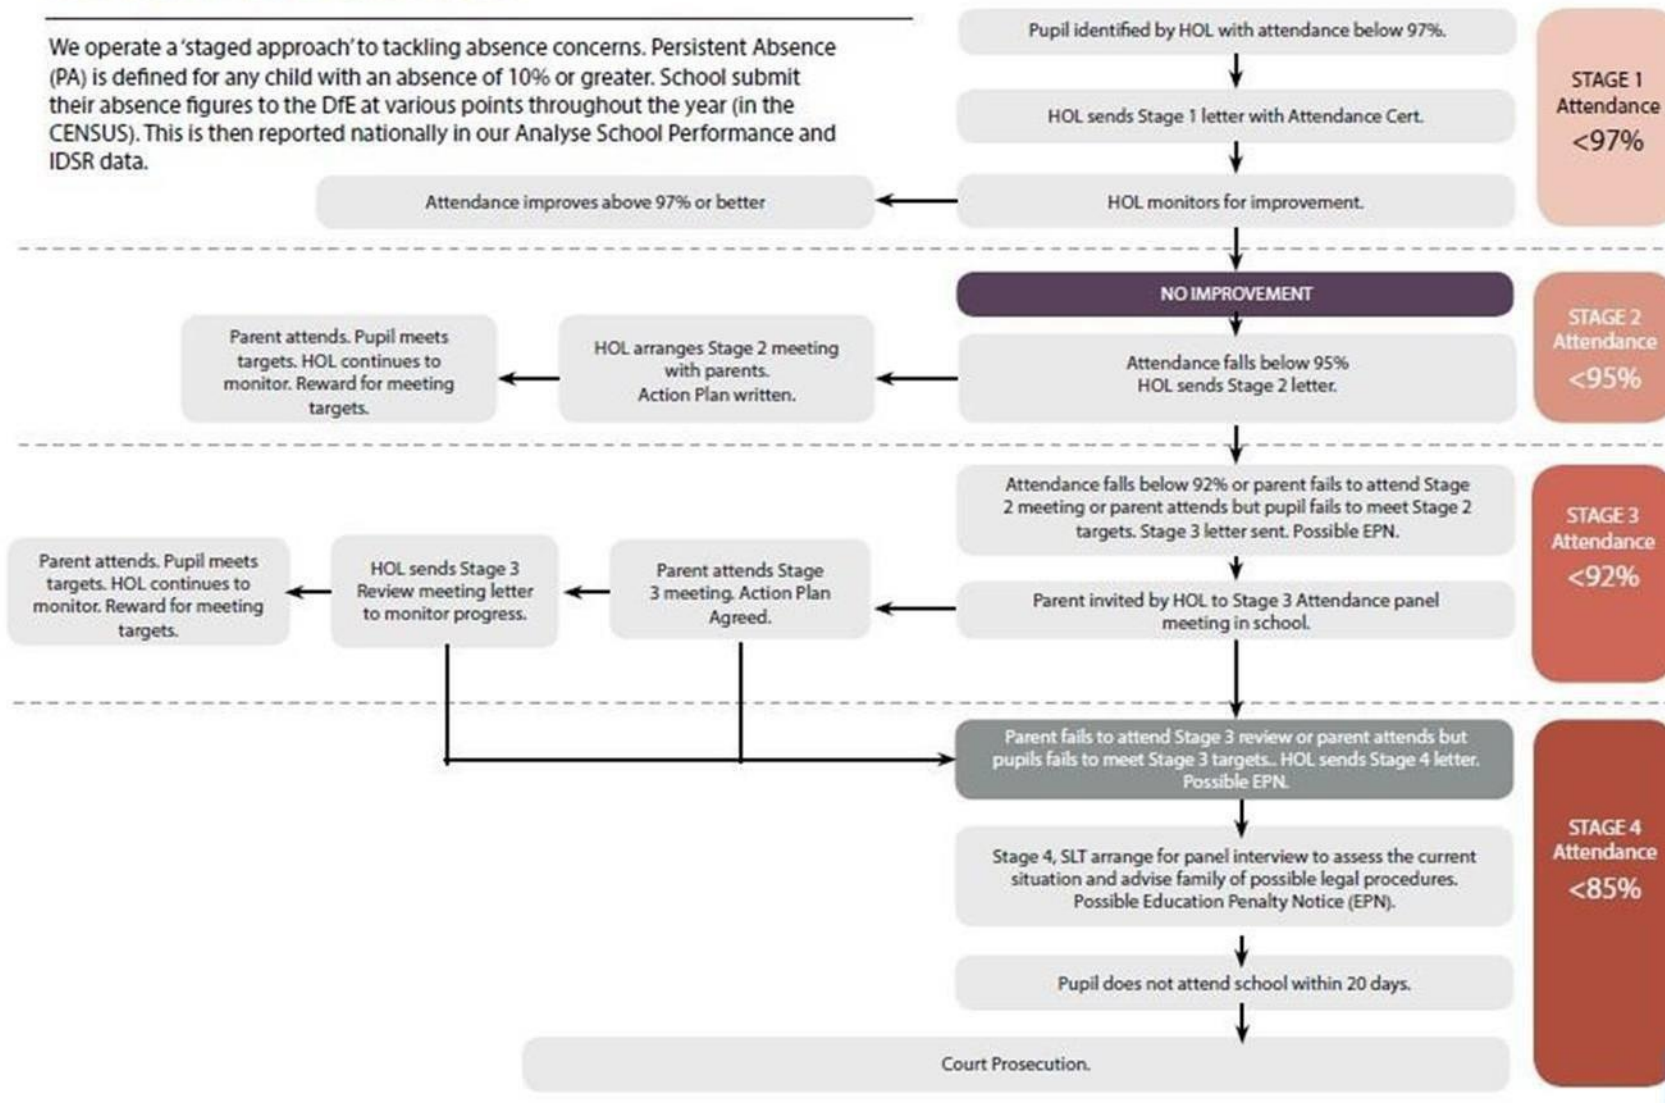 We operate a 'staged approach' to tackling absence concerns. Persistent Absence
(PA) is defined for any child with an absence of 10% or greater. School submit
their absence figures to the DfE at various points throughout the year (in the
CENSUS). This is then reported nationally in our Analyse School Performance and
IDSR data.
Pupil identified by HOL with attendance below 97%.
HOL sends Stage 1 letter with Attendance Cert.
HOL monitors for improvement.
Attendance improves above 97% or better
STAGE 1
Attendance
<97%
NO IMPROVEMENT
Attendance falls below 95%
HOL sends Stage 2 letter.
HOL arranges Stage 2 meeting
with parents.
Action Plan written.
Parent attends. Pupil meets
targets. HOL continues to
monitor. Reward for meeting
targets.
STAGE 2
Attendance
<95%
Attendance falls below 92% or parent fails to attend Stage
2 meeting or parent attends but pupil fails to meet Stage 2
targets. Stage 3 letter sent. Possible EPN.
Parent invited by HOL to Stage 3 Attendance panel
meeting in school.
Parent attends Stage
3 meeting. Action Plan
Agreed.
HOL sends Stage 3
Review meeting letter
to monitor progress.
Parent attends. Pupil meets
targets. HOL continues to
monitor. Reward for meeting
targets.
STAGE 3
Attendance
<92%
Parent fails to attend Stage 3 review or parent attends but
pupils fails to meet Stage 3 targets.. HOL sends Stage 4 letter.
Possible EPN.
Stage 4, SLT arrange for panel interview to assess the current
situation and advise family of possible legal procedures.
Possible Education Penalty Notice (EPN).
Pupil does not attend school within 20 days.
Court Prosecution.
STAGE 4
Attendance
<85%